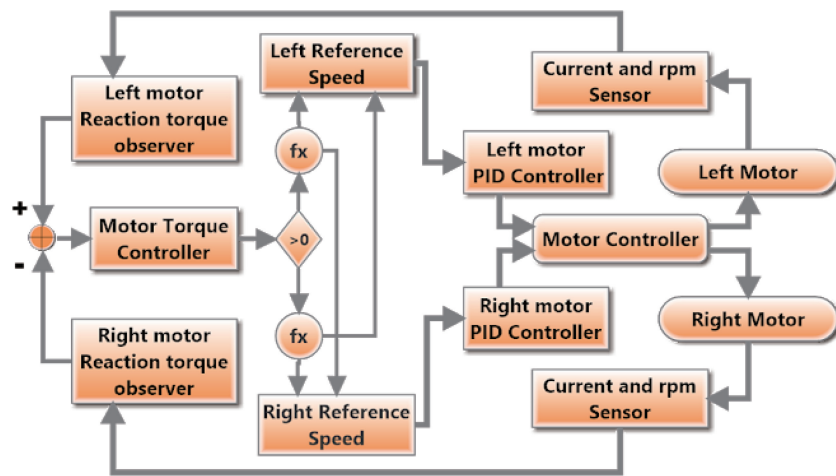 Left motor
Reaction torque
observer
Left Reference
Speed
Current and rpm
Sensor
fx
Left motor
PID Controller
Left Motor
+
Motor Torque
Controller
>0
Motor Controller
-
Right motor
Reaction torque
observer
fx
Right motor
PID Controller
Right Motor
Right Reference
Speed
Current and rpm
Sensor